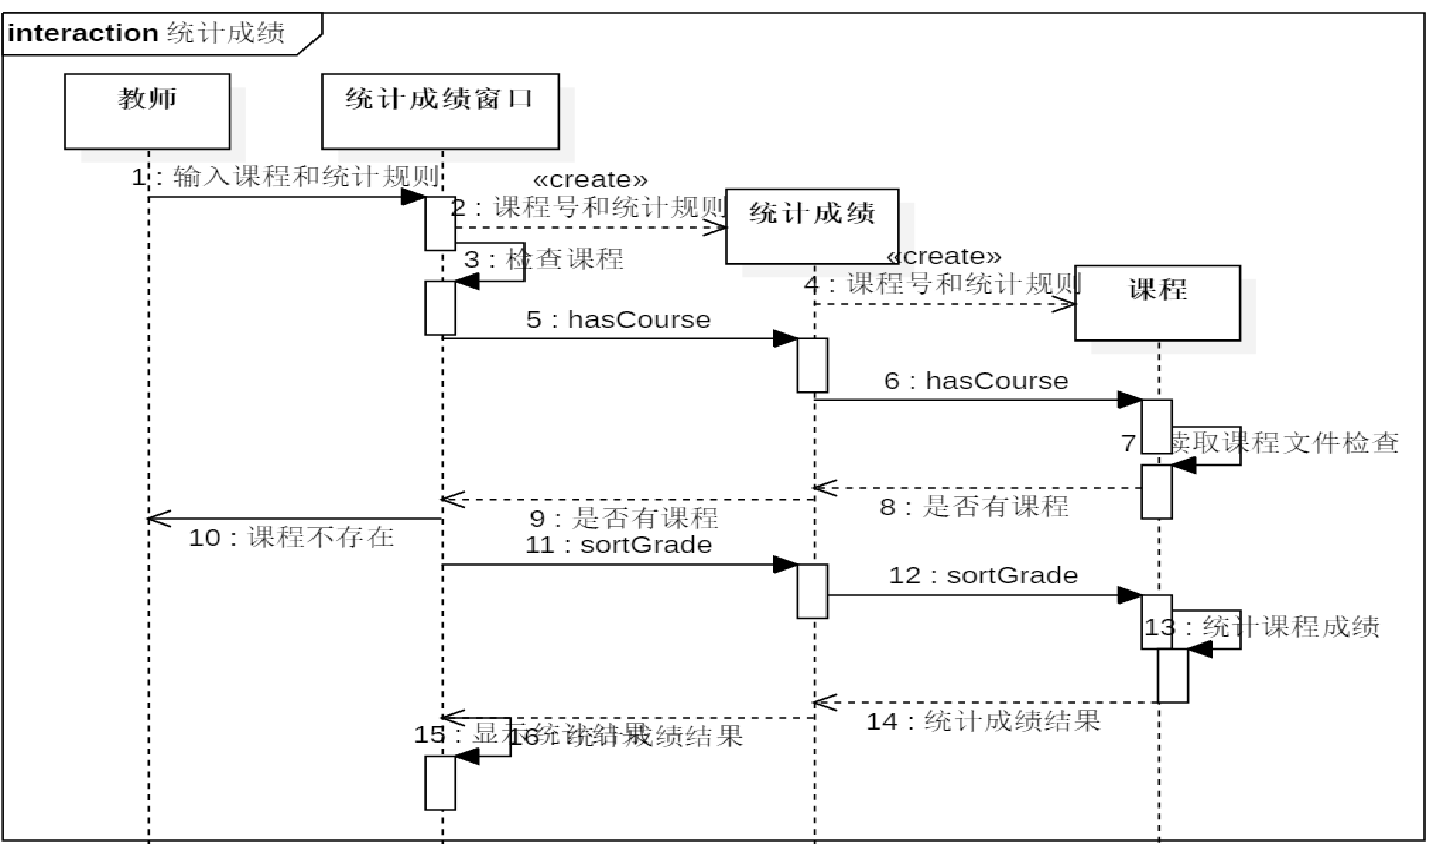 interaction 统计成绩
教师
统计成绩窗口
1 : 输入课程和统计规则
«create»
2 : 课程号和统计规则
统计成绩
3 : 检查课程
«create»
4 : 课程号和统计规则
课程
5 : hasCourse
6 : hasCourse
7 读取课程文件检查
8 : 是否有课程
9 : 是否有课程
10 : 课程不存在
11 : sortGrade
12 : sortGrade
13 : 统计课程成绩
14 : 统计成绩结果
15 : 显示统计结果
16 : 统计成绩结果